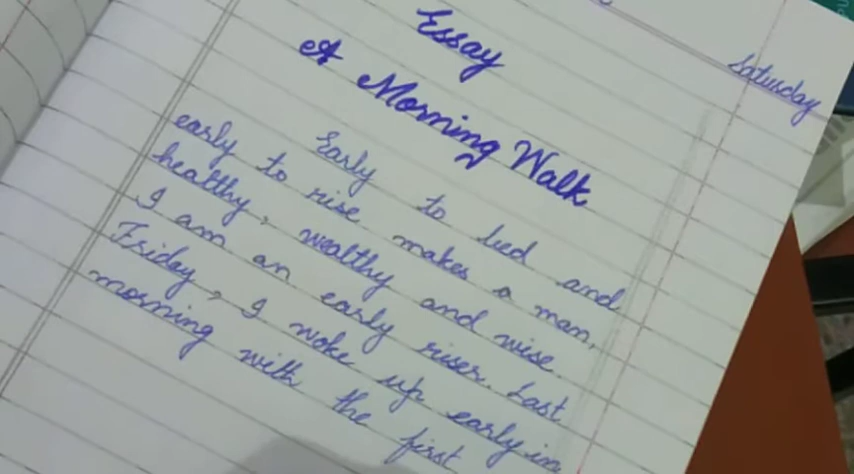 Saturday
Essay
A Morning Walk
Early to bed and
early to rise makes a man,
healthy, wealthy and wise.
I am an early riser. Last
Friday, I woke up early in
morning with the first